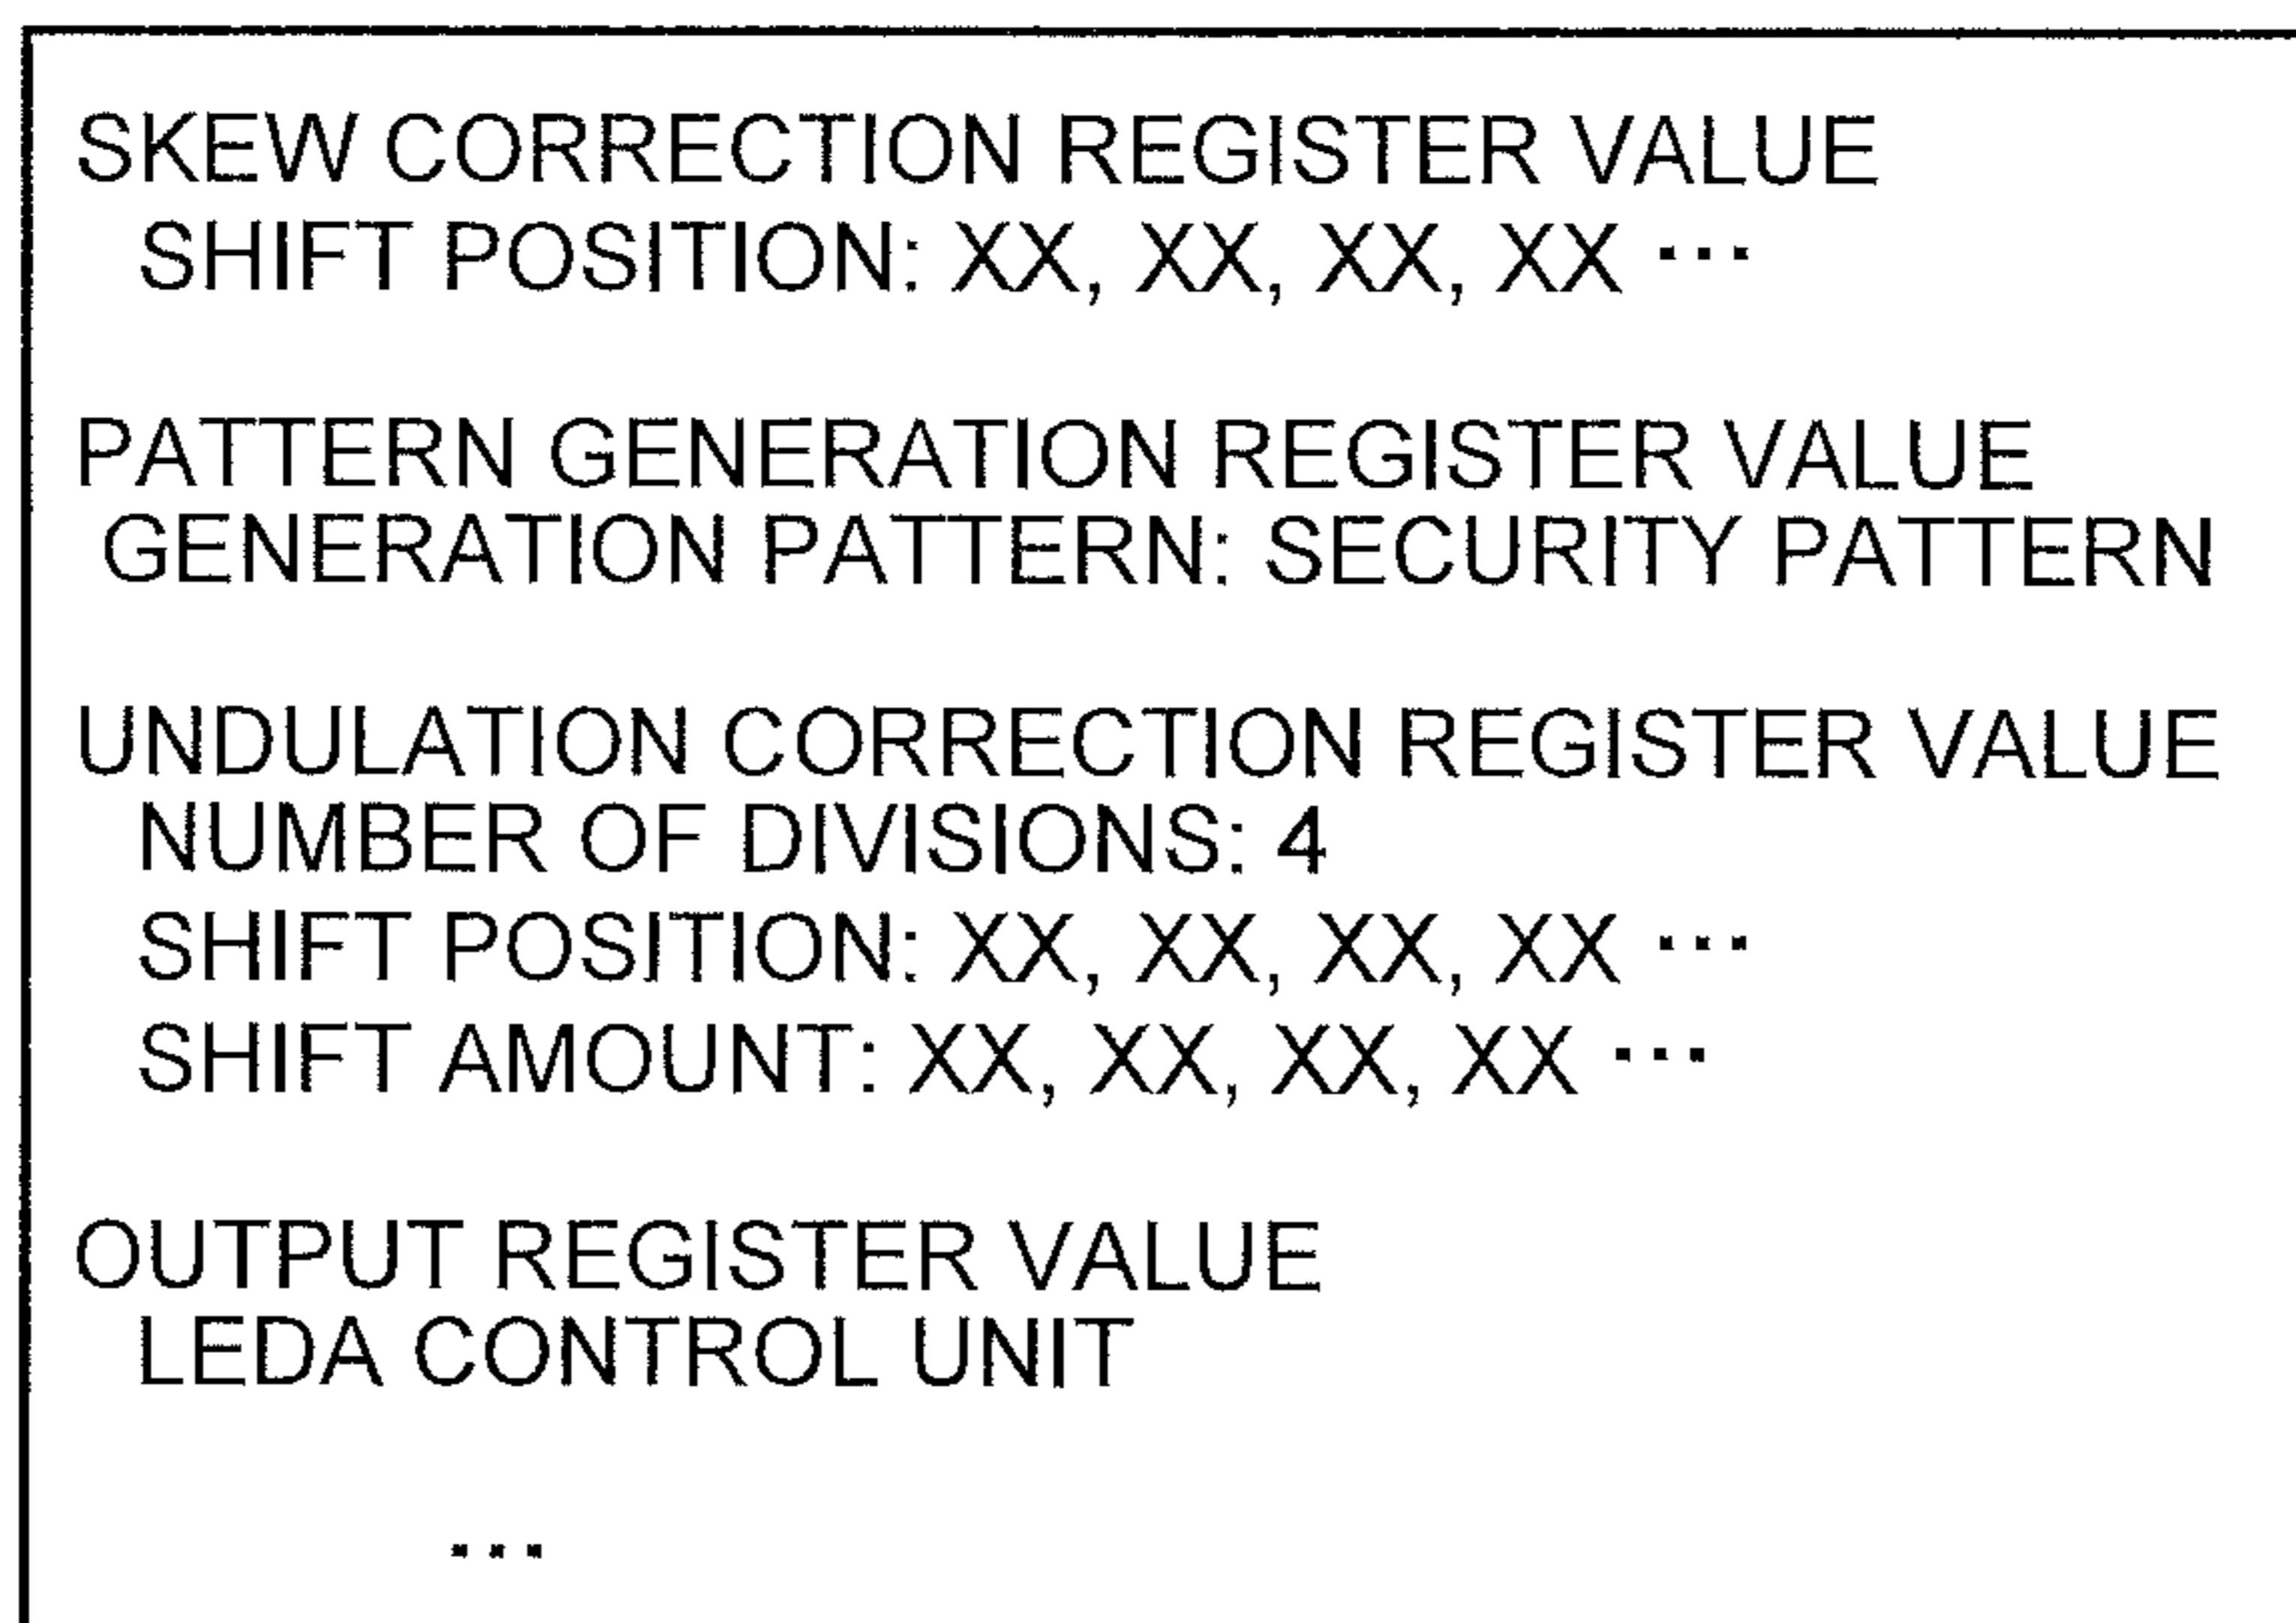 SKEW CORRECTION REGISTER VALUE
SHIFT POSITION: XX, XX, XX, XX ···
PATTERN GENERATION REGISTER VALUE
GENERATION PATTERN: SECURITY PATTERN
UNDULATION CORRECTION REGISTER VALUE
NUMBER OF DIVISIONS: 4
SHIFT POSITION: XX, XX, XX, XX ···
SHIFT AMOUNT: XX, XX, XX, XX ···
OUTPUT REGISTER VALUE
LEDA CONTROL UNIT
···